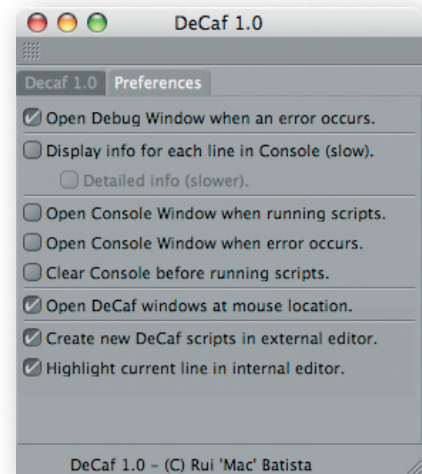 DeCaf 1.0
Decaf 1.0 Preferences
Open Debug Window when an error occurs.
Display info for each line in Console (slow).
Detailed info (slower).
Open Console Window when running scripts.
Open Console Window when error occurs.
Clear Console before running scripts.
Open DeCaf windows at mouse location.
Create new DeCaf scripts in external editor.
Highlight current line in internal editor.
DeCaf 1.0 - (C) Rui 'Mac' Batista